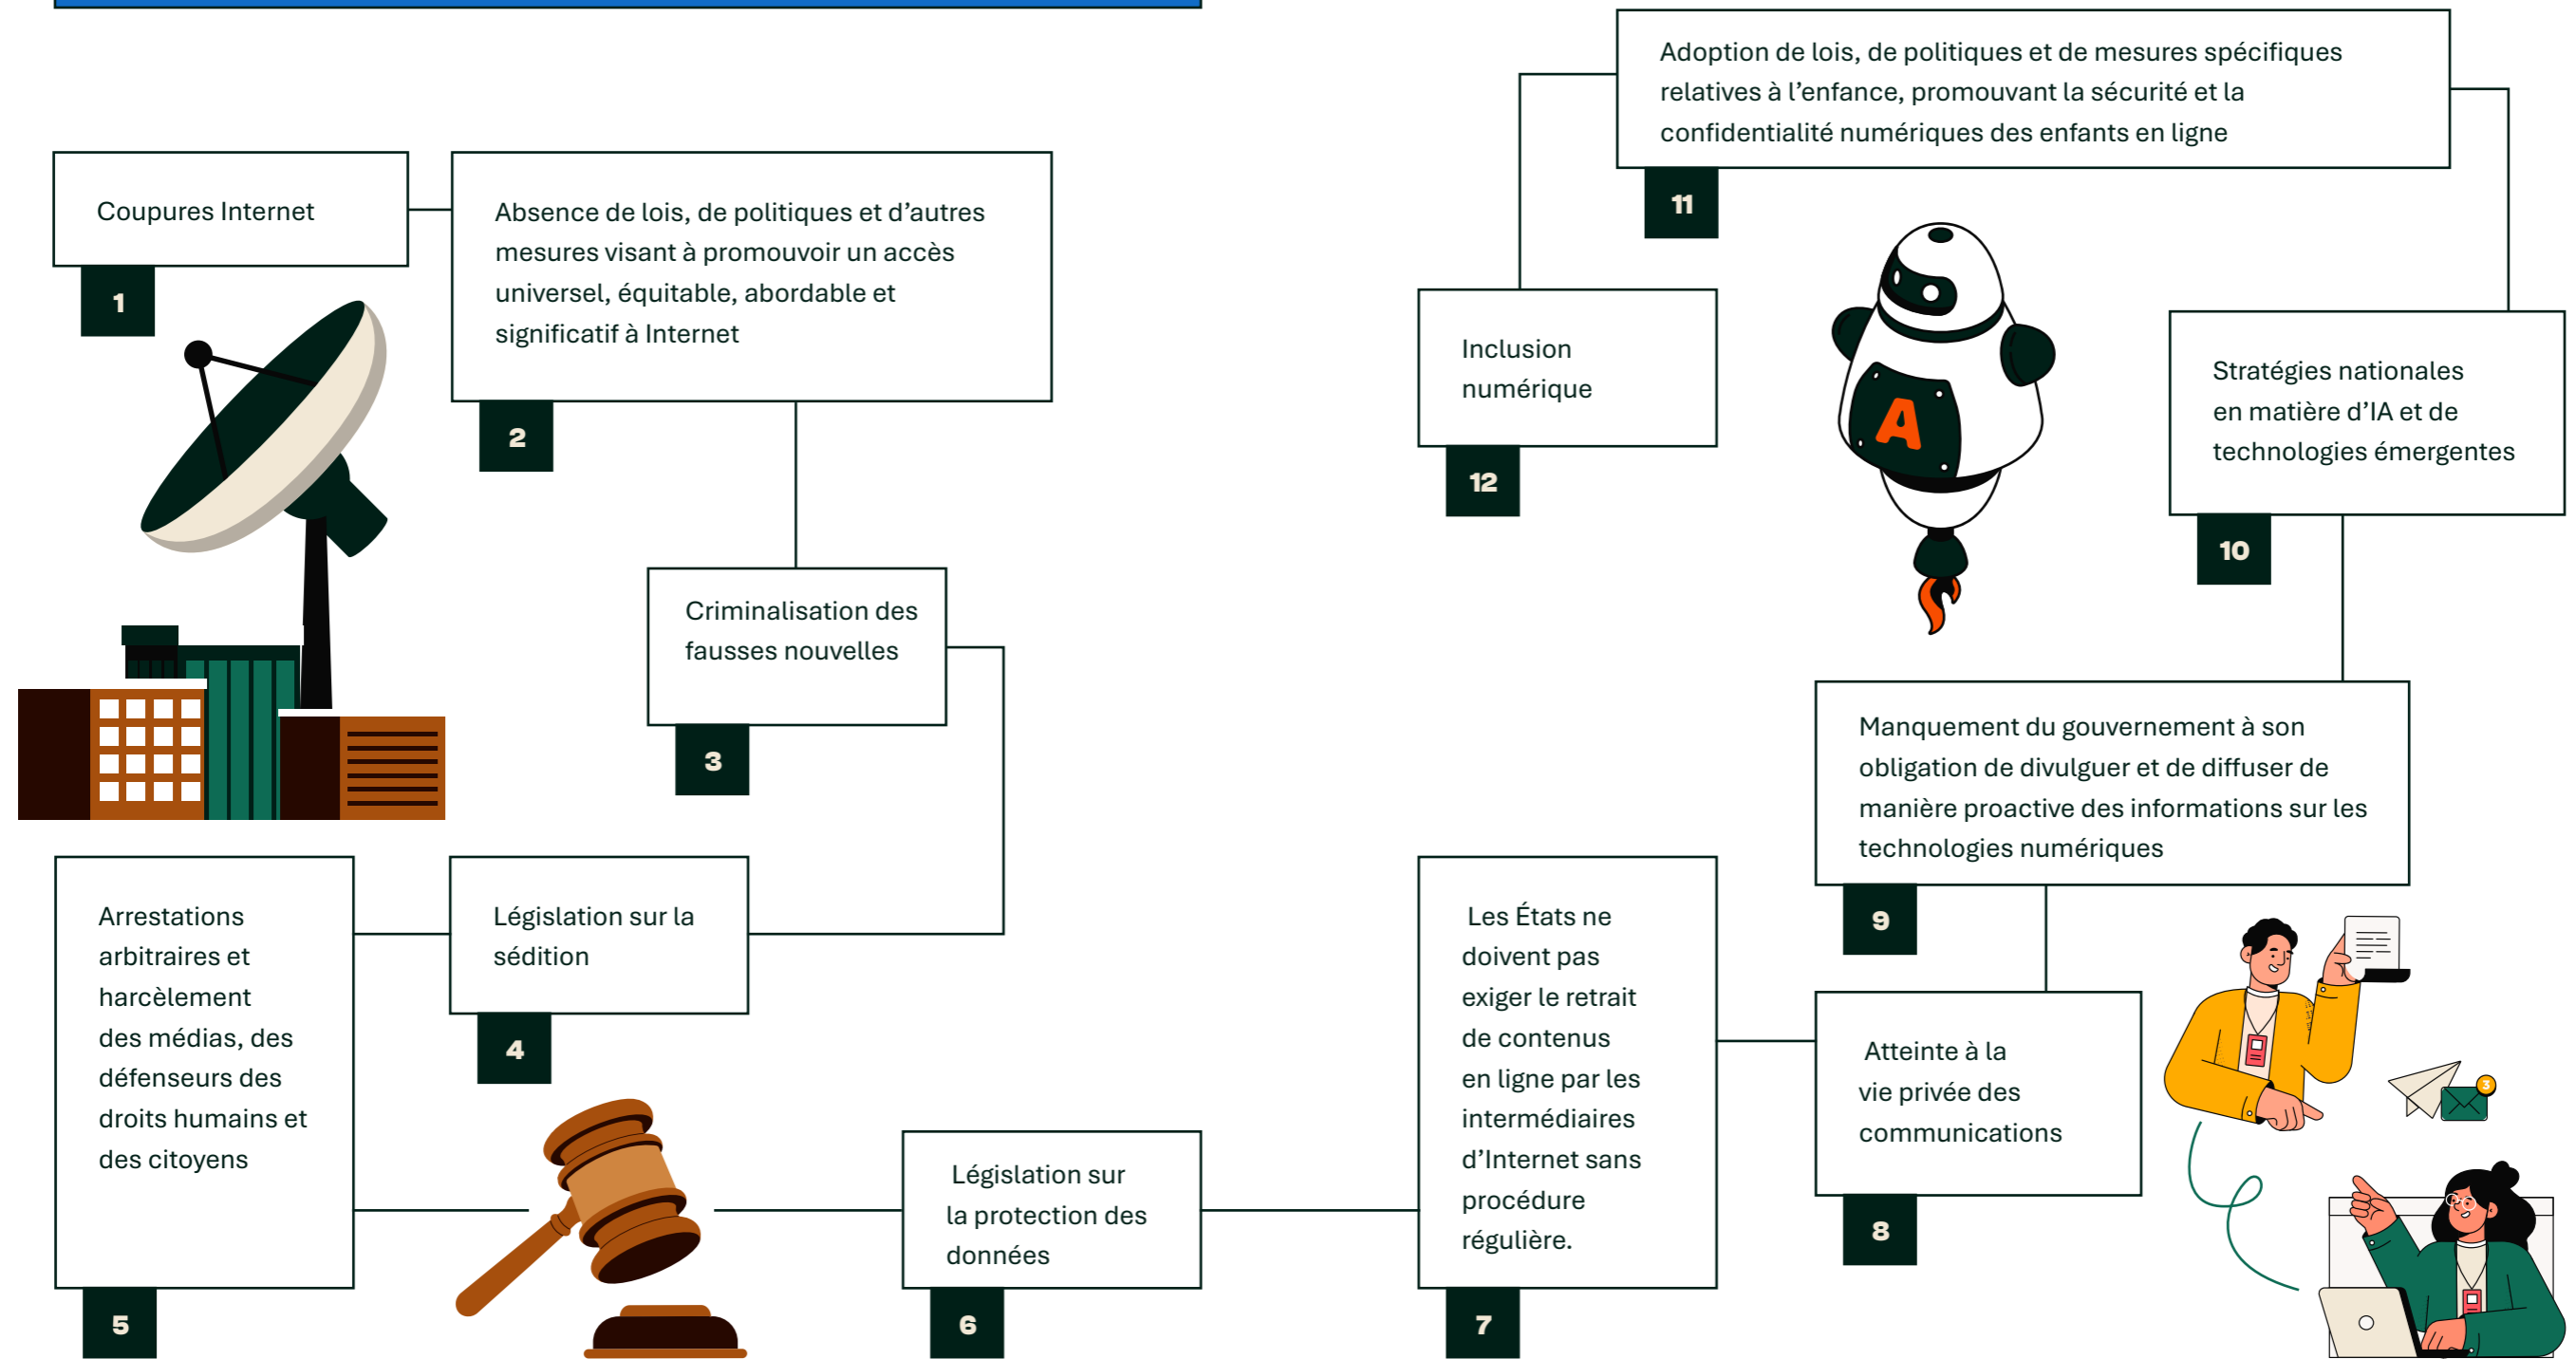 Coupures Internet
1
Absence de lois, de politiques et d’autres
mesures visant à promouvoir un accès
universel, équitable, abordable et
significatif à Internet
2
Criminalisation des
fausses nouvelles
3
Législation sur la
sédition
4
Arrestations
arbitraires et
harcèlement
des médias, des
défenseurs des
droits humains et
des citoyens
5
Législation sur
la protection des
données
6
Les États ne
doivent pas
exiger le retrait
de contenus
en ligne par les
intermédiaires
d’Internet sans
procédure
régulière.
7
Atteinte à la
vie privée des
communications
8
Manquement du gouvernement à son
obligation de divulguer et de diffuser de
manière proactive des informations sur les
technologies numériques
9
Stratégies nationales
en matière d’IA et de
technologies émergentes
10
Adoption de lois, de politiques et de mesures spécifiques
relatives à l’enfance, promouvant la sécurité et la
confidentialité numériques des enfants en ligne
11
Inclusion
numérique
12
A
3